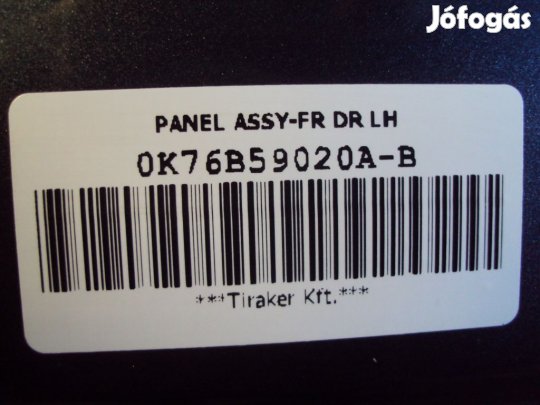 Jófogás
PANEL ASSY-FR DR LH
0K76B59020A-B
***Tiraker Kft.***